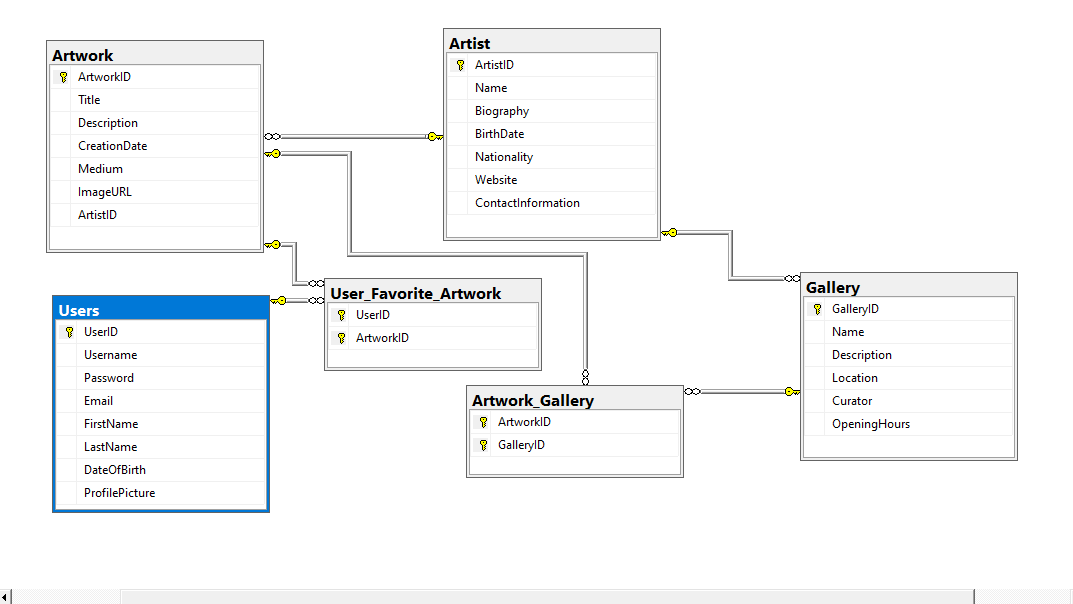 Artwork
ArtworkID
Title
Description
CreationDate
Medium
ImageURL
ArtistID
Artist
ArtistID
Name
Biography
BirthDate
Nationality
Website
ContactInformation
Users
UserID
Username
Password
Email
FirstName
LastName
DateOfBirth
ProfilePicture
User_Favorite_Artwork
UserID
ArtworkID
Artwork_Gallery
ArtworkID
GalleryID
Gallery
GalleryID
Name
Description
Location
Curator
OpeningHours